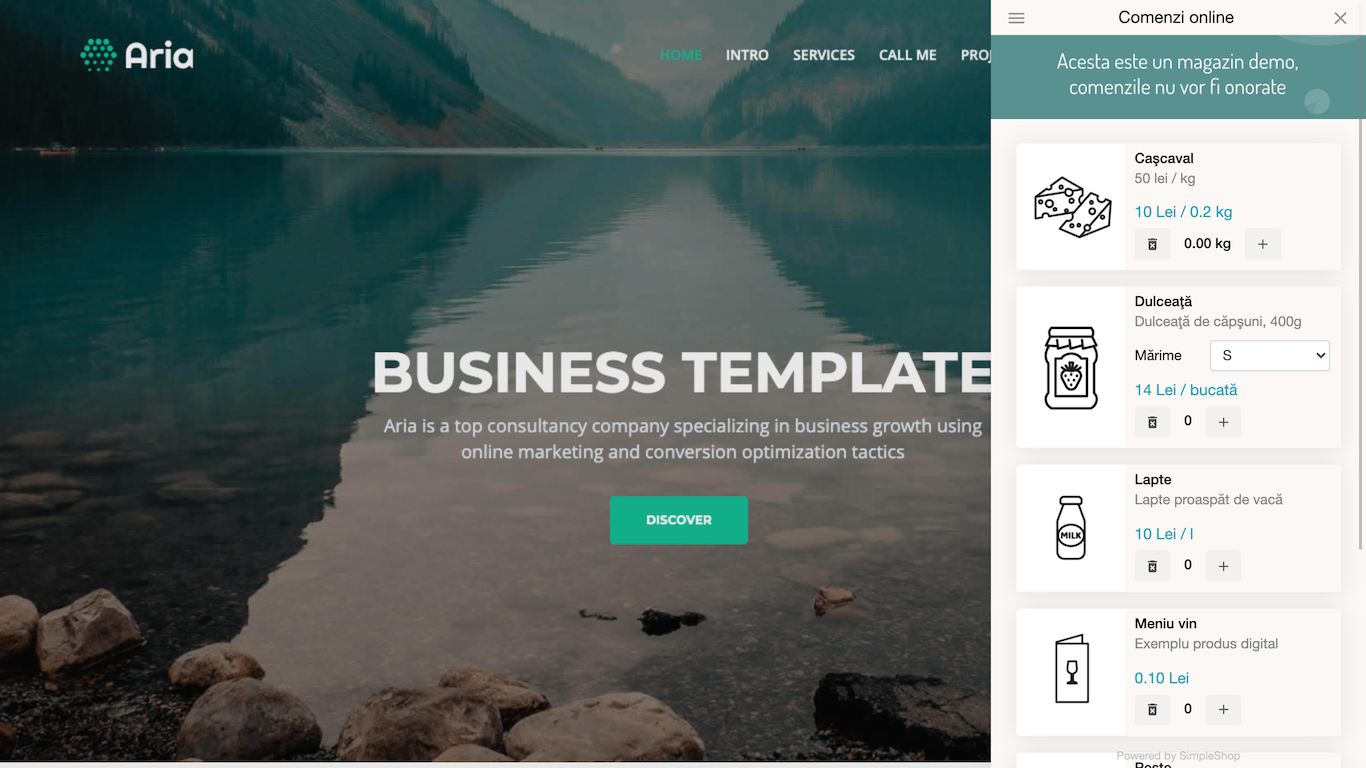 Aria
HOME INTRO SERVICES CALL ME PROJ
BUSINESS TEMPLATE
Aria is a top consultancy company specializing in business growth using
online marketing and conversion optimization tactics
DISCOVER
Comenzi online
Acesta este un magazin demo,
comenzile nu vor fi onorate
Cașcaval
50 lei / kg
10 Lei / 0.2 kg
0.00 kg +
Dulceață
Dulceață de căpșuni, 400g
Mărime S
14 Lei / bucată
0 +
MILK
Lapte
Lapte proaspăt de vacă
10 Lei / l
0 +
Meniu vin
Exemplu produs digital
0.10 Lei
0 +
Powered by SimpleShop